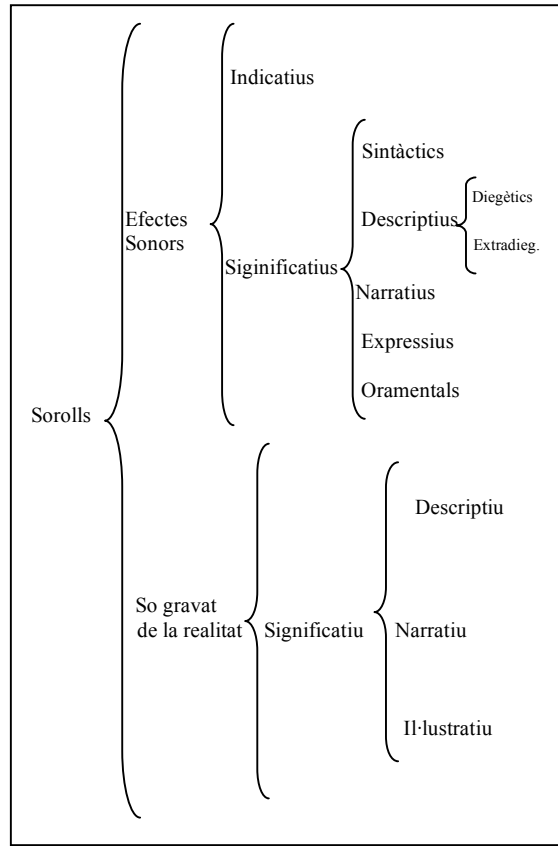 Indicatius
Sintàctics
Diegètics
Descriptius
Efectes
Sonors
Extradieg.
Siginificatius
Narratius
Expressius
Oramentals
Sorolls
Descriptiu
So gravat
de la realitat
Significatiu
Narratiu
Il·lustratiu